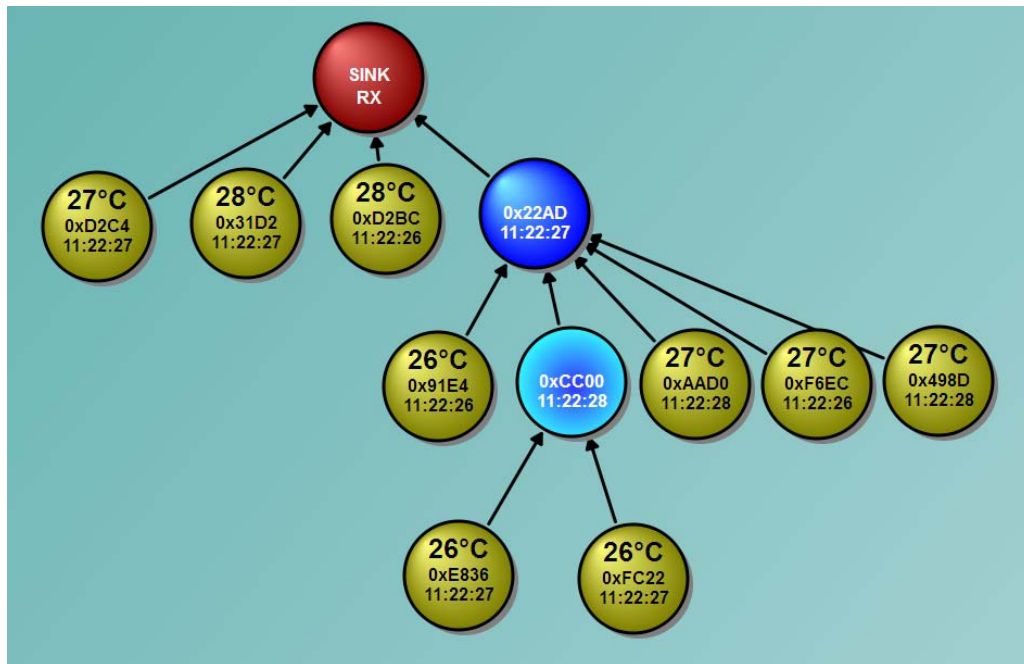 SINK
RX
27°C
0xD2C4
11:22:27
28°C
0x31D2
11:22:27
28°C
0xD2BC
11:22:26
0x22AD
11:22:27
26°C
0x91E4
11:22:26
0xCC00
11:22:28
27°C
0xAAD0
11:22:28
27°C
0xF6EC
11:22:26
27°C
0x498D
11:22:28
26°C
0xE836
11:22:27
26°C
0xFC22
11:22:27